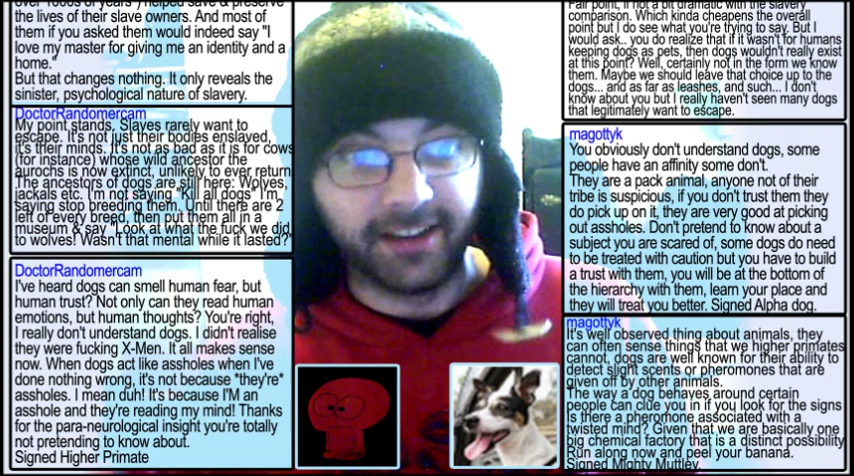 over 1000s of years") helped save & preserve
the lives of their slave owners. And most of
them if you asked them would indeed say "I
love my master for giving me an identity and a
home."
But that changes nothing. It only reveals the
sinister, psychological nature of slavery.
DoctorRandomercam
My point stands, Slaves rarely want to
escape. It's not just their bodies enslaved,
it's their minds. It's not as bad as it is for cows
(for instance) whose wild ancestor the
aurochs is now extinct, unlikely to ever return
The ancestors of dogs are still here: Wolves,
jackals etc. I'm not saying "Kill all dogs" I'm
saying stop breeding them. Until there are 2
left of every breed, then put them all in a
museum & say "Look at what the fuck we did
to wolves! Wasn't that mental while it lasted?"
DoctorRandomercam
I've heard dogs can smell human fear, but
human trust? Not only can they read human
emotions, but human thoughts? You're right,
I really don't understand dogs. I didn't realise
they were fucking X-Men. It all makes sense
now. When dogs act like assholes when I've
done nothing wrong, it's not because *they're*
assholes. I mean duh! It's because I'M an
asshole and they're reading my mind! Thanks
for the para-neurological insight you're totally
not pretending to know about.
Signed Higher Primate
Fair point, if not a bit dramatic with the slavery
comparison. Which kinda cheapens the overall
point but I do see what you're trying to say. But I
would ask.. you do realize that if it wasn't for humans
keeping dogs as pets, then dogs wouldn't really exist
at this point? Well, certainly not in the form we know
them. Maybe we should leave that choice up to the
dogs... and as far as leashes, and such... I don't
know about you but I really haven't seen many dogs
that legitimately want to escape.
magottyk
You obviously don't understand dogs, some
people have an affinity some don't.
They are a pack animal, anyone not of their
tribe is suspicious, if you don't trust them they
do pick up on it, they are very good at picking
out assholes. Don't pretend to know about a
subject you are scared of, some dogs do need
to be treated with caution but you have to build
a trust with them, you will be at the bottom of
the hierarchy with them, learn your place and
they will treat you better. Signed Alpha dog.
magottyk
It's well observed thing about animals, they
can often sense things that we higher primates
cannot, dogs are well known for their ability to
detect slight scents or pheromones that are
given off by other animals.
The way a dog behaves around certain
people can clue you in if you look for the signs
Is there a pheromone associated with a
twisted mind? Given that we are basically one
big chemical factory that is a distinct possibility
Run along now and peel your banana.
Signed Mighty Muttley